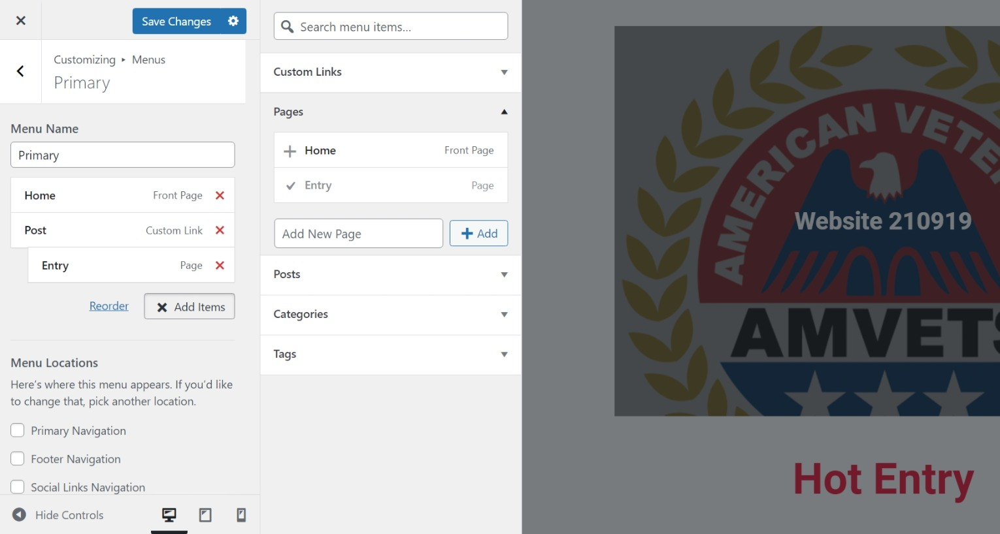 Save Changes
Customizing ▸ Menus
Primary
Menu Name
Primary
Home Front Page
Post Custom Link
Entry Page
Reorder Add Items
Menu Locations
Here’s where this menu appears. If you’d like
to change that, pick another location.
Primary Navigation
Footer Navigation
Social Links Navigation
Hide Controls
Search menu items...
Custom Links
Pages
Home Front Page
Entry Page
Add New Page Add
Posts
Categories
Tags
AMERICAN
Website 210919
AMVETS
Hot Entry